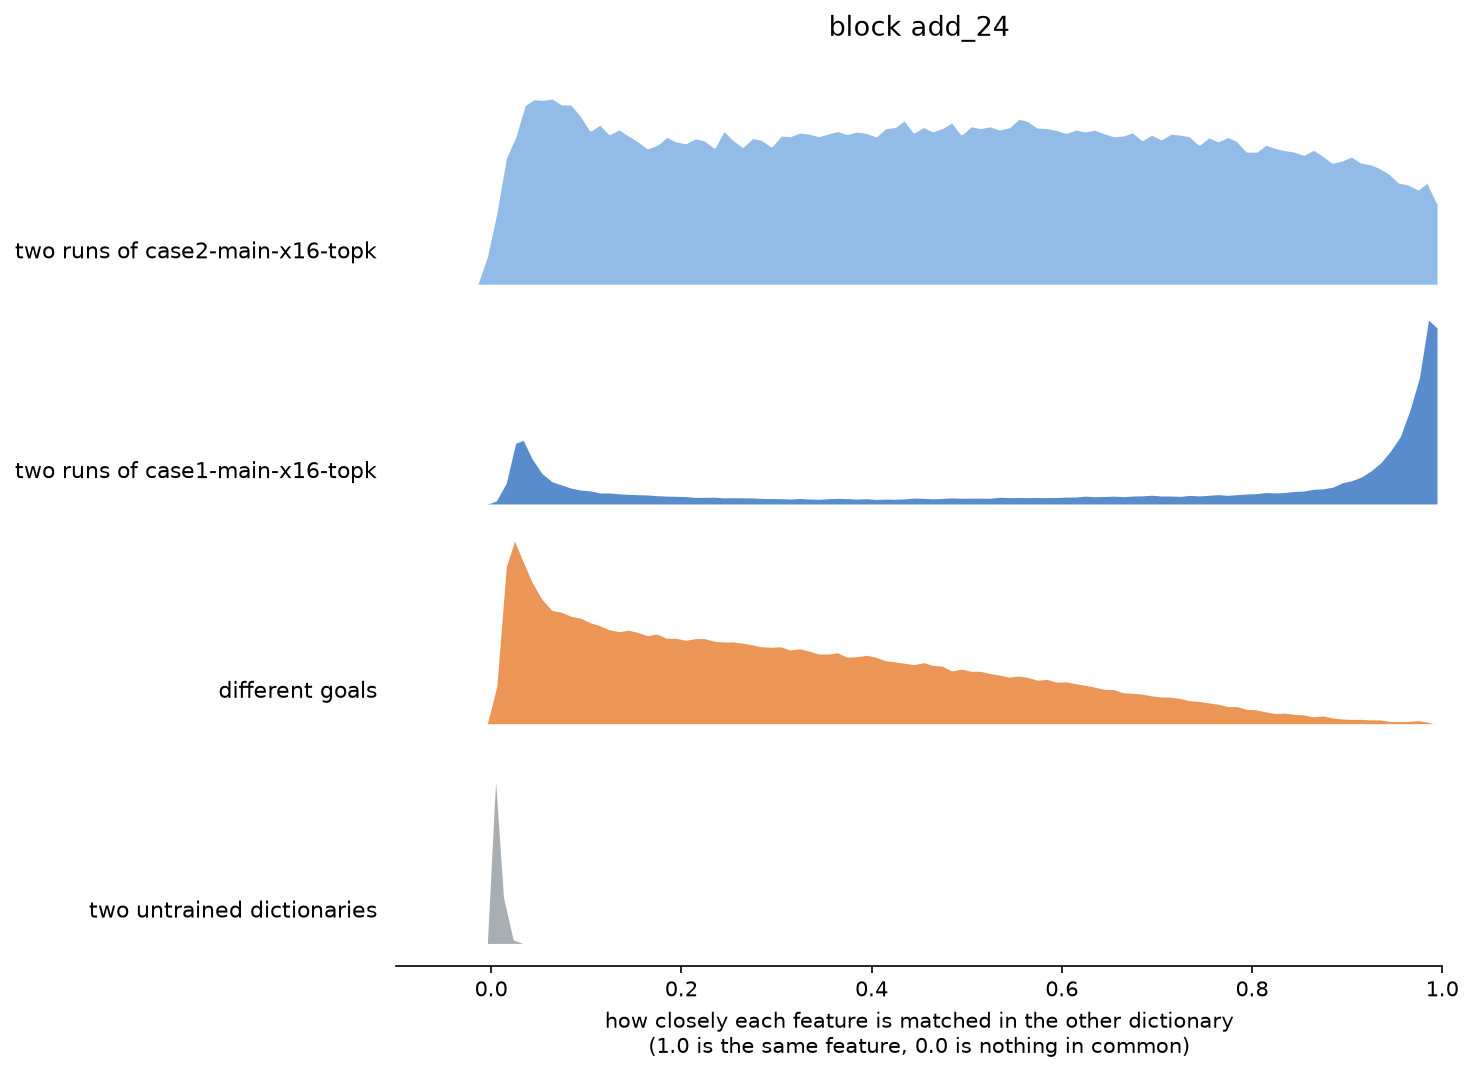 block add_24
two runs of case2-main-x16-topk
two runs of case1-main-x16-topk
different goals
two untrained dictionaries
0.0 0.2 0.4 0.6 0.8 1.0
how closely each feature is matched in the other dictionary
(1.0 is the same feature, 0.0 is nothing in common)